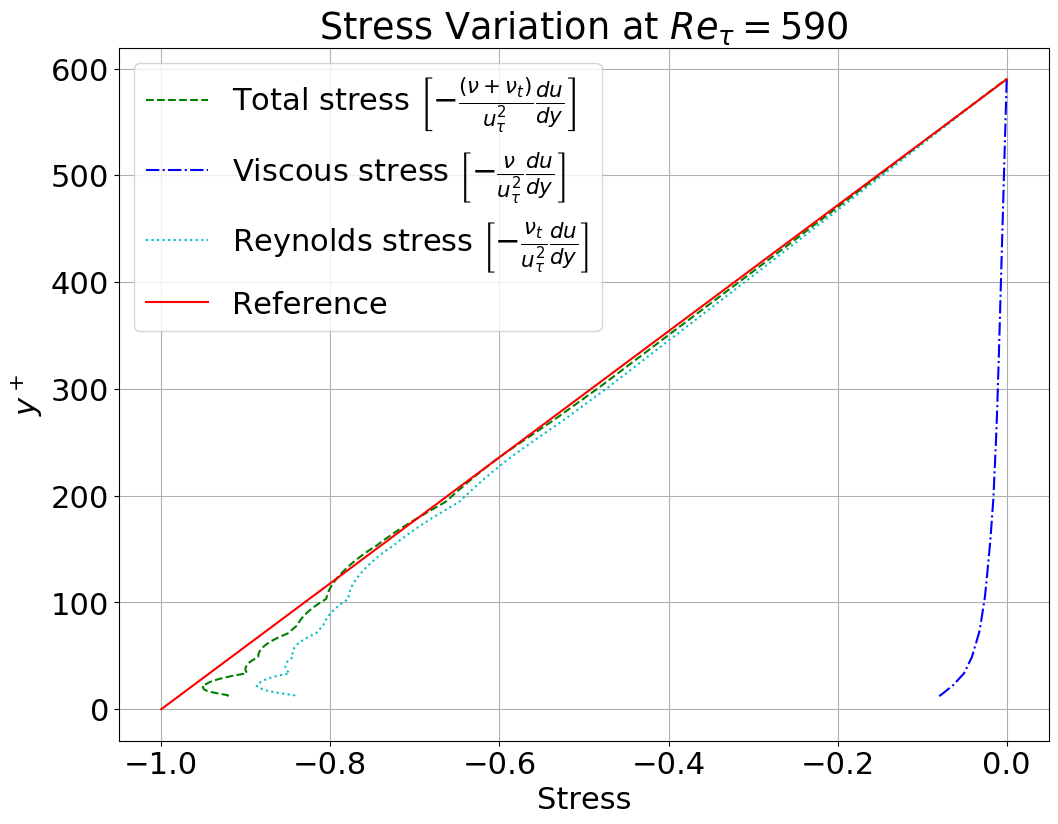 Stress Variation at $Re_\tau = 590$
Total stress $\left[-\frac{(\nu+\nu_t)}{u_\tau^2}\frac{du}{dy}\right]$
Viscous stress $\left[-\frac{\nu}{u_\tau^2}\frac{du}{dy}\right]$
Reynolds stress $\left[-\frac{\nu_t}{u_\tau^2}\frac{du}{dy}\right]$
Reference
$y^+$
600
500
400
300
200
100
0
−1.0 −0.8 −0.6 −0.4 −0.2 0.0
Stress